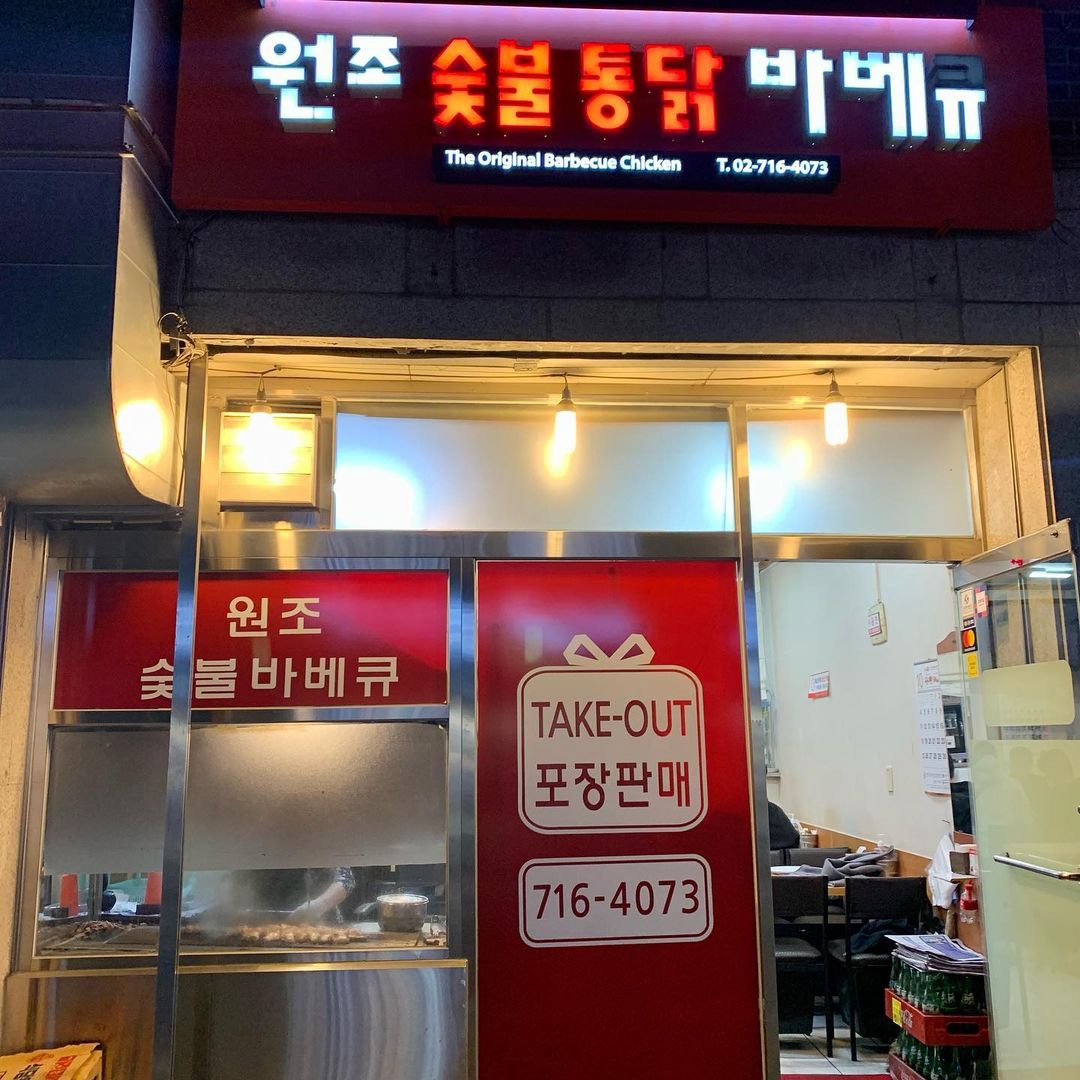 원조 숯불 통닭 바베큐
The Original Barbecue Chicken T. 02-716-4073
원조
숯불바베큐
TAKE-OUT
포장판매
716-4073